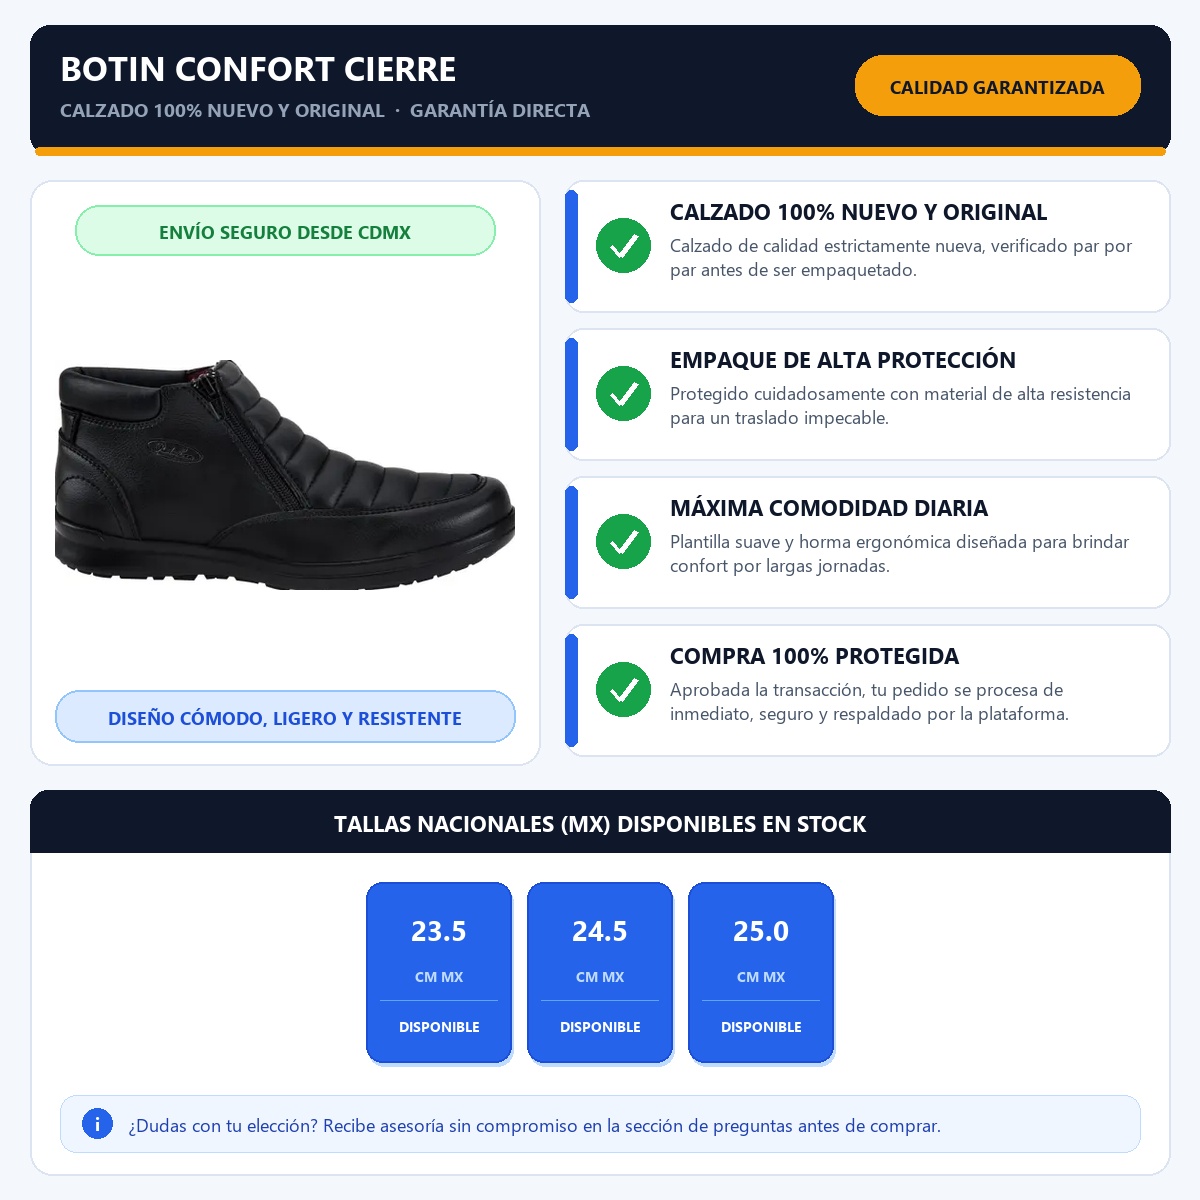 BOTIN CONFORT CIERRE
CALZADO 100% NUEVO Y ORIGINAL · GARANTÍA DIRECTA
CALIDAD GARANTIZADA
ENVÍO SEGURO DESDE CDMX
DISEÑO CÓMODO, LIGERO Y RESISTENTE
CALZADO 100% NUEVO Y ORIGINAL
Calzado de calidad estrictamente nueva, verificado par por
par antes de ser empaquetado.
EMPAQUE DE ALTA PROTECCIÓN
Protegido cuidadosamente con material de alta resistencia
para un traslado impecable.
MÁXIMA COMODIDAD DIARIA
Plantilla suave y horma ergonómica diseñada para brindar
confort por largas jornadas.
COMPRA 100% PROTEGIDA
Aprobada la transacción, tu pedido se procesa de
inmediato, seguro y respaldado por la plataforma.
TALLAS NACIONALES (MX) DISPONIBLES EN STOCK
23.5
CM MX
DISPONIBLE
24.5
CM MX
DISPONIBLE
25.0
CM MX
DISPONIBLE
¿Dudas con tu elección? Recibe asesoría sin compromiso en la sección de preguntas antes de comprar.